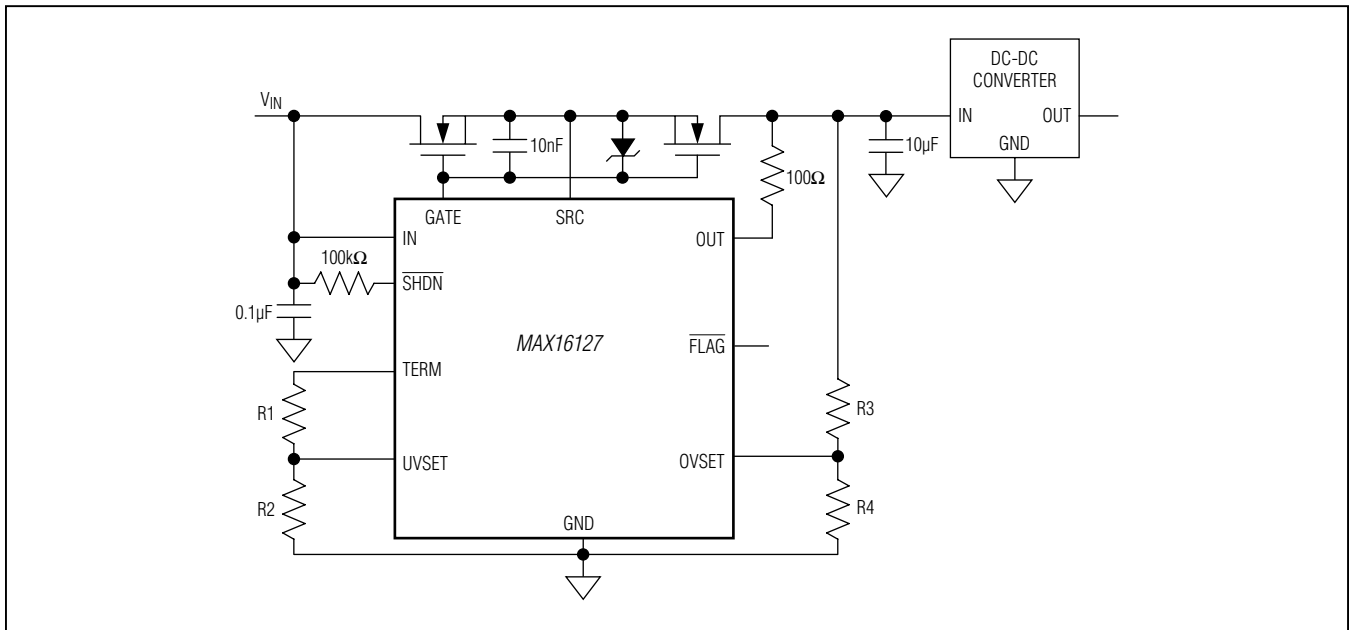 DC-DC
CONVERTER
V_IN
IN
OUT
GND
10nF
10µF
100Ω
GATE
SRC
IN
OUT
100kΩ
SHDN
0.1µF
MAX16127
FLAG
TERM
R1
R3
UVSET
OVSET
R2
R4
GND